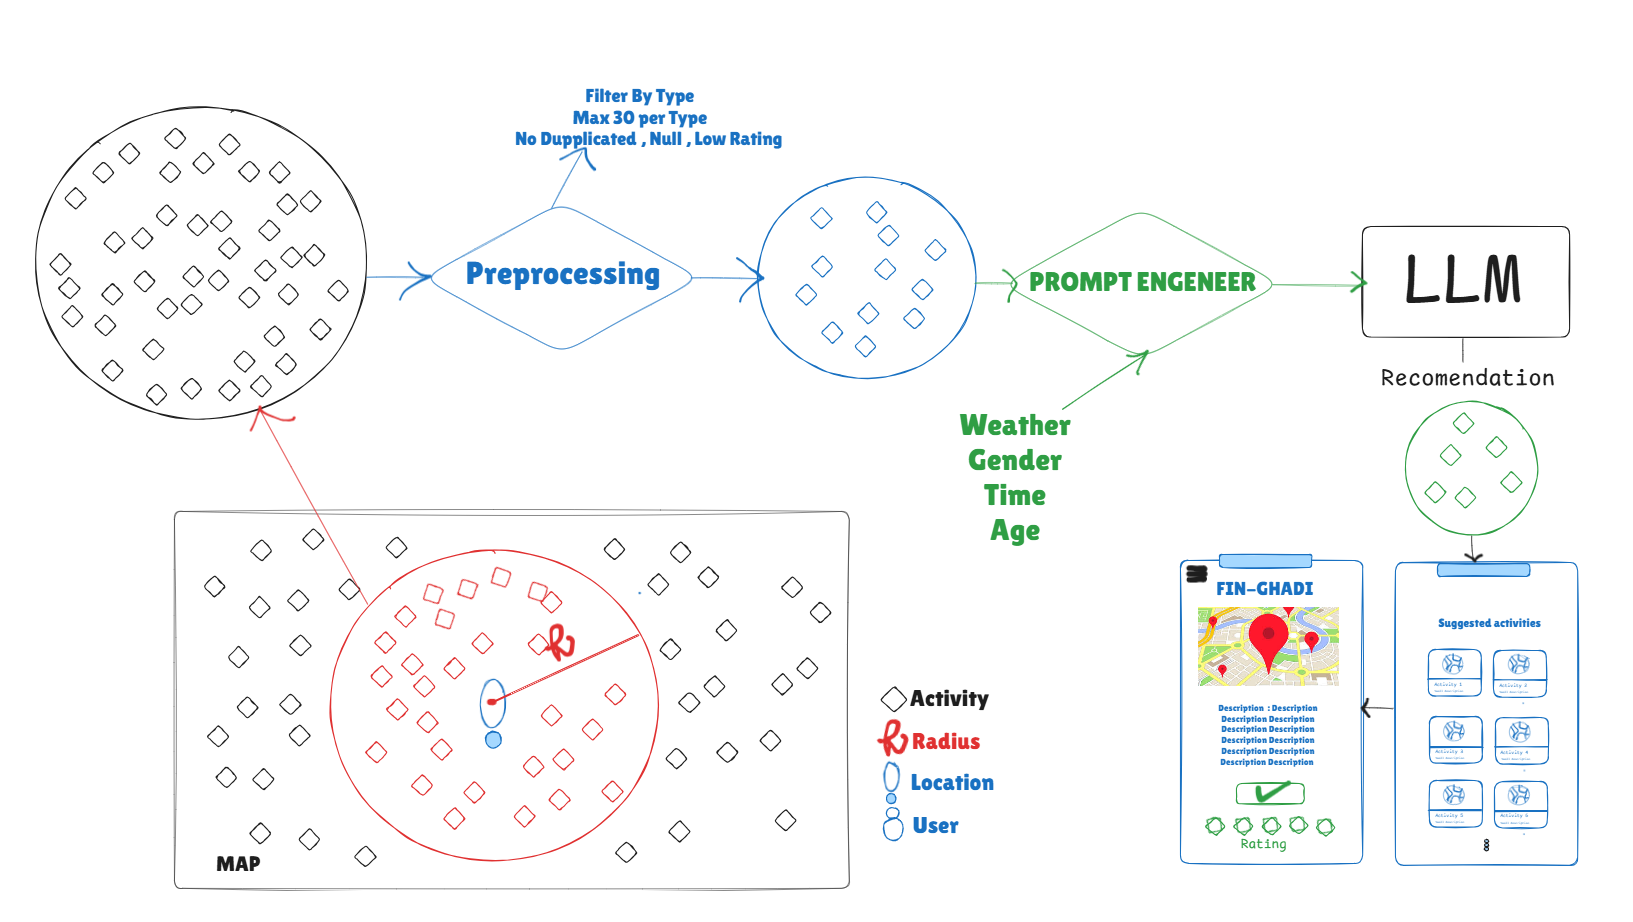 Filter By Type
Max 30 per Type
No Dupplicated , Null , Low Rating
Preprocessing
PROMPT ENGENEER
LLM
Recomendation
Weather
Gender
Time
Age
R
MAP
Activity
R Radius
Location
User
FIN-GHADI
Description : Description
Description Description
Description Description
Description Description
Description Description
Description Description
Rating
Suggested activities
Activity 1
Activity 2
Activity 3
Activity 4
Activity 5
Activity 6